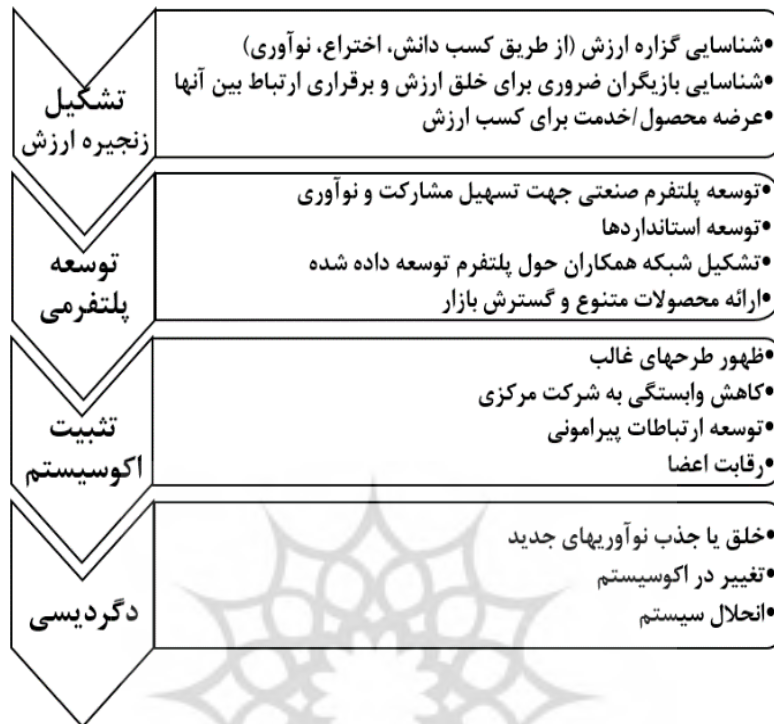 تشکیل
زنجیره ارزش
•شناسایی گزاره ارزش (از طریق کسب دانش، اختراع، نوآوری)
•شناسایی بازیگران ضروری برای خلق ارزش و برقراری ارتباط بین آنها
•عرضه محصول/خدمت برای کسب ارزش
توسعه
پلتفرمی
•توسعه پلتفرم صنعتی جهت تسهیل مشارکت و نوآوری
•توسعه استانداردها
•تشکیل شبکه همکاران حول پلتفرم توسعه داده شده
•ارائه محصولات متنوع و گسترش بازار
تثبیت
اکوسیستم
•ظهور طرحهای غالب
•کاهش وابستگی به شرکت مرکزی
•توسعه ارتباطات پیرامونی
•رقابت اعضا
دگردیسی
•خلق یا جذب نوآوریهای جدید
•تغییر در اکوسیستم
•انحلال سیستم